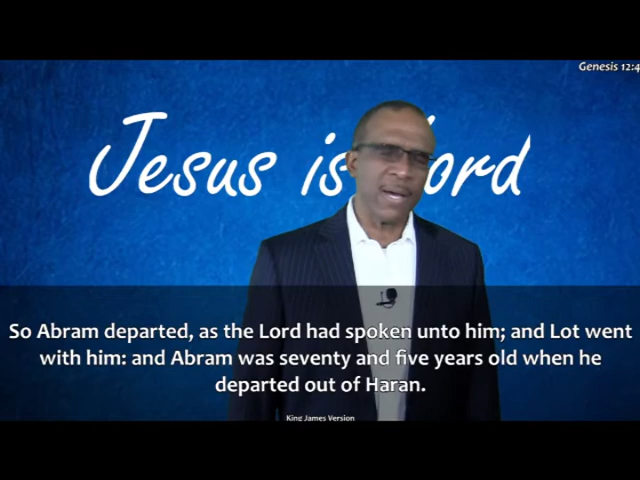 Genesis 12:4
Jesus is Lord
So Abram departed, as the Lord had spoken unto him; and Lot went
with him: and Abram was seventy and five years old when he
departed out of Haran.
King James Version